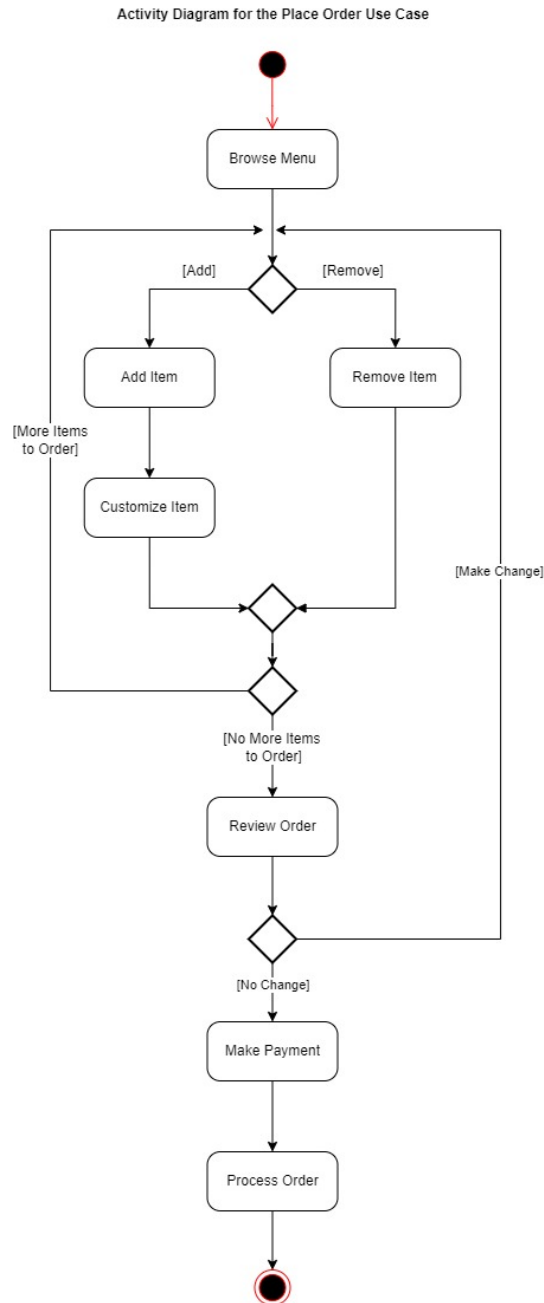 Activity Diagram for the Place Order Use Case
Browse Menu
[Add]
[Remove]
Add Item
Remove Item
[More Items
to Order]
Customize Item
[Make Change]
[No More Items
to Order]
Review Order
[No Change]
Make Payment
Process Order